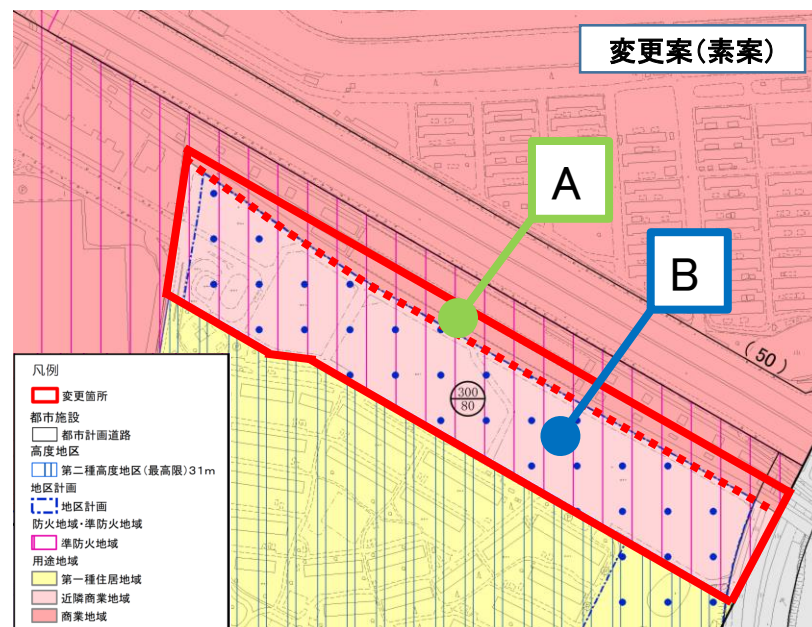 変更案(素案)
A
B
(50)
300
80
凡例
変更箇所
都市施設
都市計画道路
高度地区
第二種高度地区(最高限)31m
地区計画
地区計画
防火地域・準防火地域
準防火地域
用途地域
第一種住居地域
近隣商業地域
商業地域